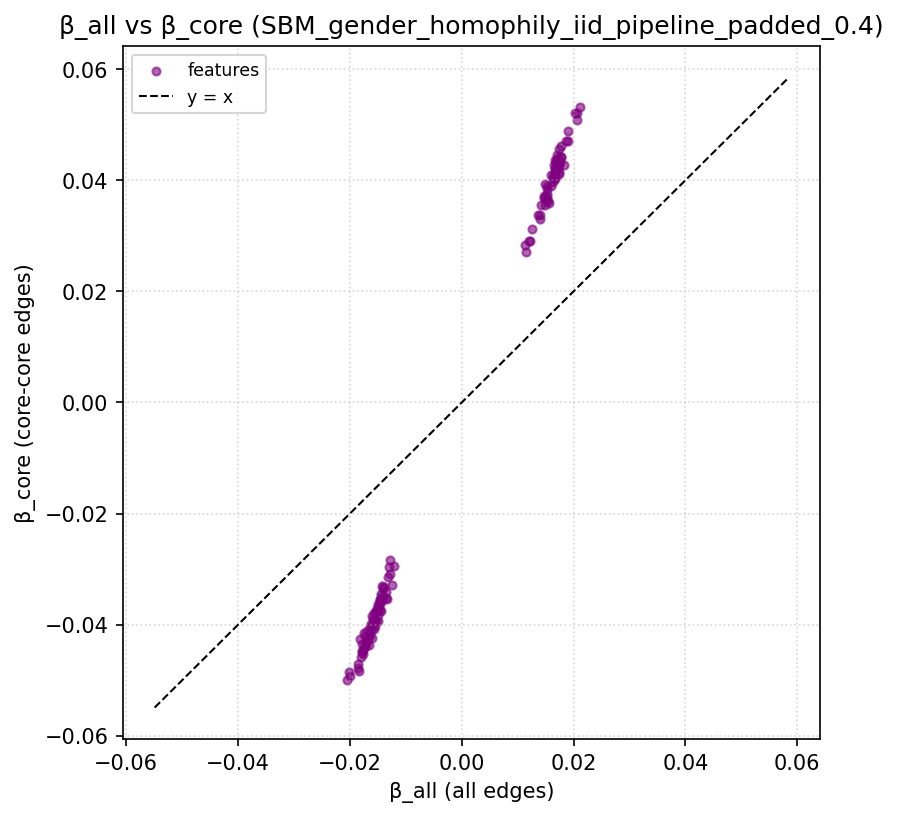 β_all vs β_core (SBM_gender_homophily_iid_pipeline_padded_0.4)
features
y = x
0.06
0.04
0.02
0.00
−0.02
−0.04
−0.06
β_core (core-core edges)
−0.06 −0.04 −0.02 0.00 0.02 0.04 0.06
β_all (all edges)